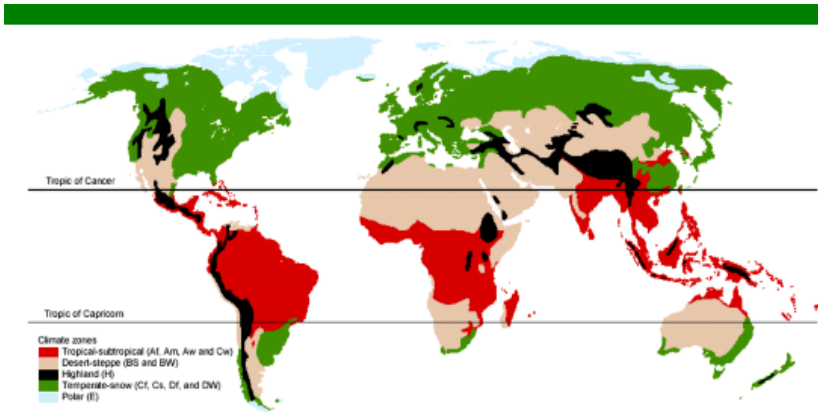 Tropic of Cancer
Tropic of Capricorn
Climate zones
Tropical-subtropical (Af, Am, Aw and Cw)
Desert-steppe (BS and BW)
Highland (H)
Temperate-snow (Cf, Cs, Df, and DW)
Polar (E)